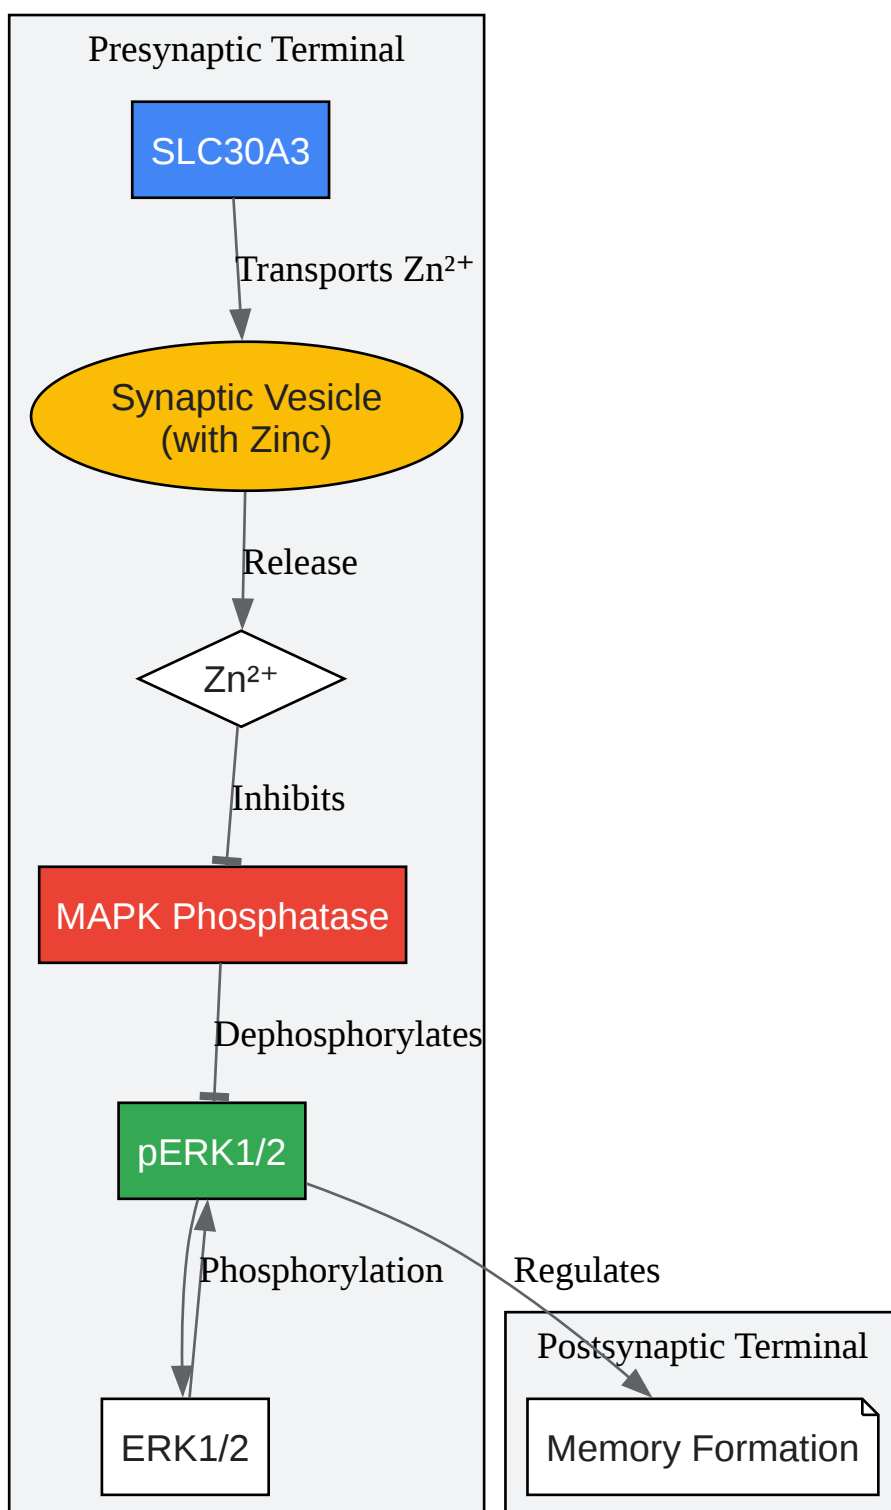 Presynaptic Terminal
SLC30A3
Transports Zn²⁺
Synaptic Vesicle
(with Zinc)
Release
Zn²⁺
Inhibits
MAPK Phosphatase
Dephosphorylates
pERK1/2
Phosphorylation
Regulates
Postsynaptic Terminal
ERK1/2
Memory Formation